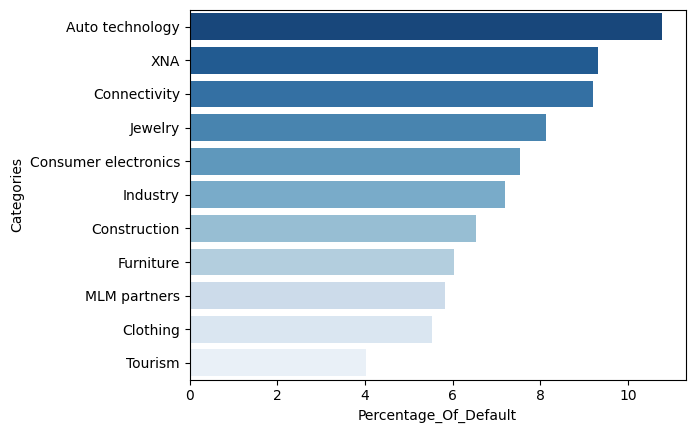 Auto technology
XNA
Connectivity
Jewelry
Consumer electronics
Industry
Construction
Furniture
MLM partners
Clothing
Tourism
Categories
0 2 4 6 8 10
Percentage_Of_Default